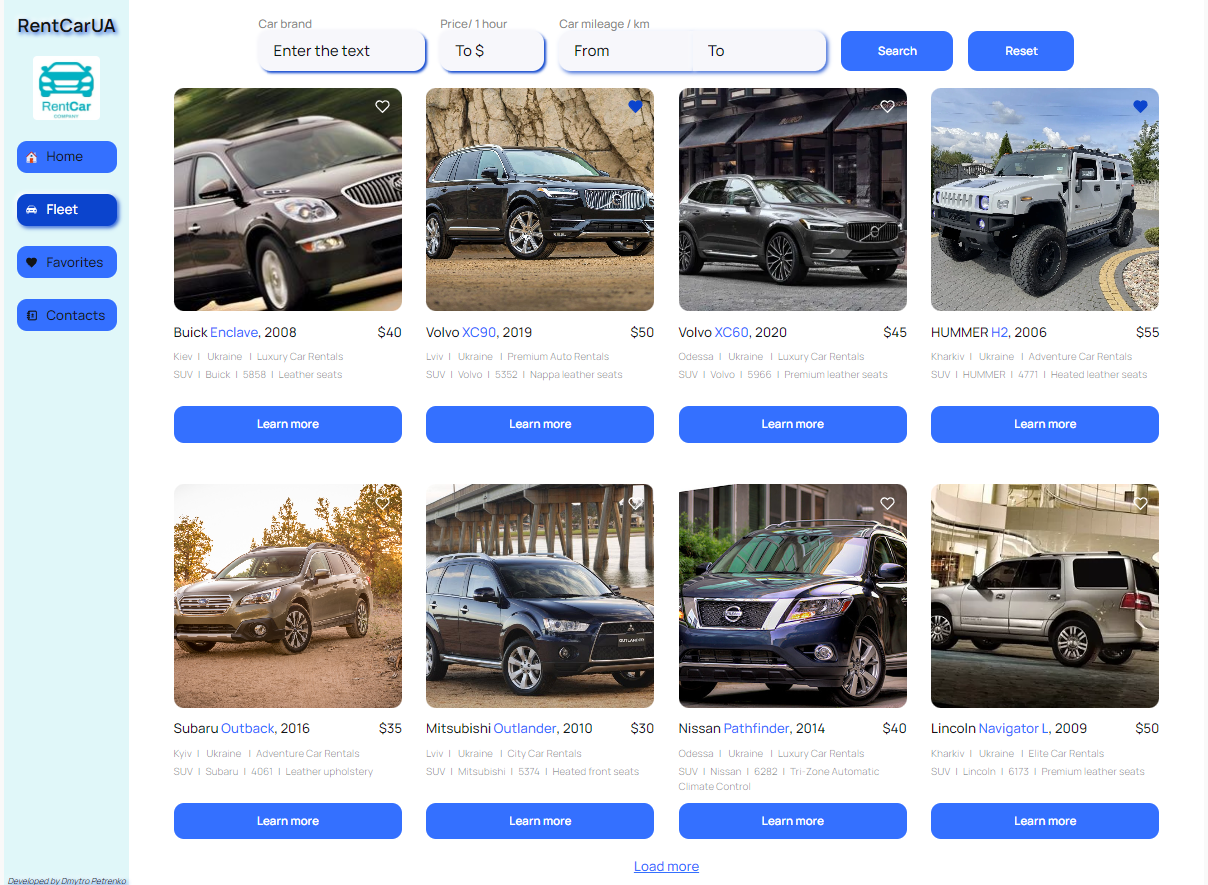 RentCarUA
RentCar
COMPANY
Home
Fleet
Favorites
Contacts
Developed by Dmytro Petrenko
Car brand
Price/ 1 hour
Car mileage / km
Enter the text
To $
From
To
Search
Reset
Buick Enclave, 2008 $40
Kiev | Ukraine | Luxury Car Rentals
SUV | Buick | 5858 | Leather seats
Learn more
Volvo XC90, 2019 $50
Lviv | Ukraine | Premium Auto Rentals
SUV | Volvo | 5352 | Nappa leather seats
Learn more
Volvo XC60, 2020 $45
Odessa | Ukraine | Luxury Car Rentals
SUV | Volvo | 5966 | Premium leather seats
Learn more
HUMMER H2, 2006 $55
Kharkiv | Ukraine | Adventure Car Rentals
SUV | HUMMER | 4771 | Heated leather seats
Learn more
Subaru Outback, 2016 $35
Kyiv | Ukraine | Adventure Car Rentals
SUV | Subaru | 4061 | Leather upholstery
Learn more
OUTLANDER
Mitsubishi Outlander, 2010 $30
Lviv | Ukraine | City Car Rentals
SUV | Mitsubishi | 5374 | Heated front seats
Learn more
Nissan Pathfinder, 2014 $40
Odessa | Ukraine | Luxury Car Rentals
SUV | Nissan | 6282 | Tri-Zone Automatic
Climate Control
Learn more
Lincoln Navigator L, 2009 $50
Kharkiv | Ukraine | Elite Car Rentals
SUV | Lincoln | 6173 | Premium leather seats
Learn more
Load more